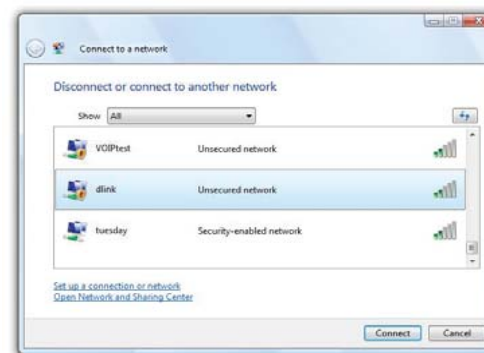 Connect to a network
Disconnect or connect to another network
Show All
VOIPtest Unsecured network
dlink Unsecured network
tuesday Security-enabled network
Set up a connection or network
Open Network and Sharing Center
Connect Cancel